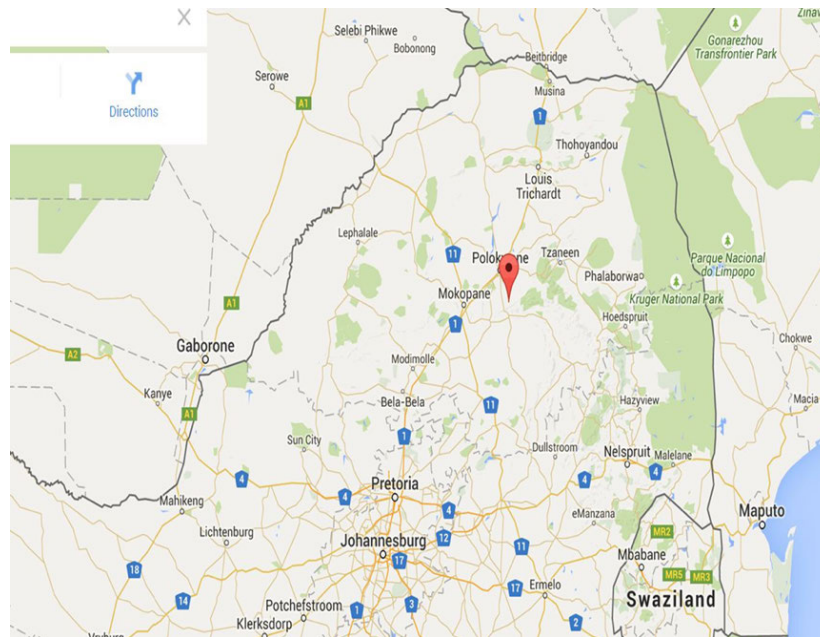 Selebi Phikwe
Bobonong
Gonarezhou
Transfrontier Park
Serowe
Beitbridge
Musina
Directions
A1
1
Thohoyandou
Louis
Trichardt
Lephalale
11
Tzaneen
Parque Nacional
do Limpopo
Phalaborwa
Kruger National Park
Mokopane
A1
Hoedspruit
1
Chokwe
Gaborone
A2
Modimolle
Kanye
Bela-Bela
11
Hazyview
Macia
A1
1
Sun City
Dullstroom
Nelspruit
Malelane
4
4
4
4
Pretoria
Mahikeng
4
eManzana
Maputo
Lichtenburg
12
MR2
Johannesburg
17
11
Mbabane
18
14
17
Ermelo
MR5
MR3
Swaziland
Potchefstroom
1
3
2
Klerksdorp